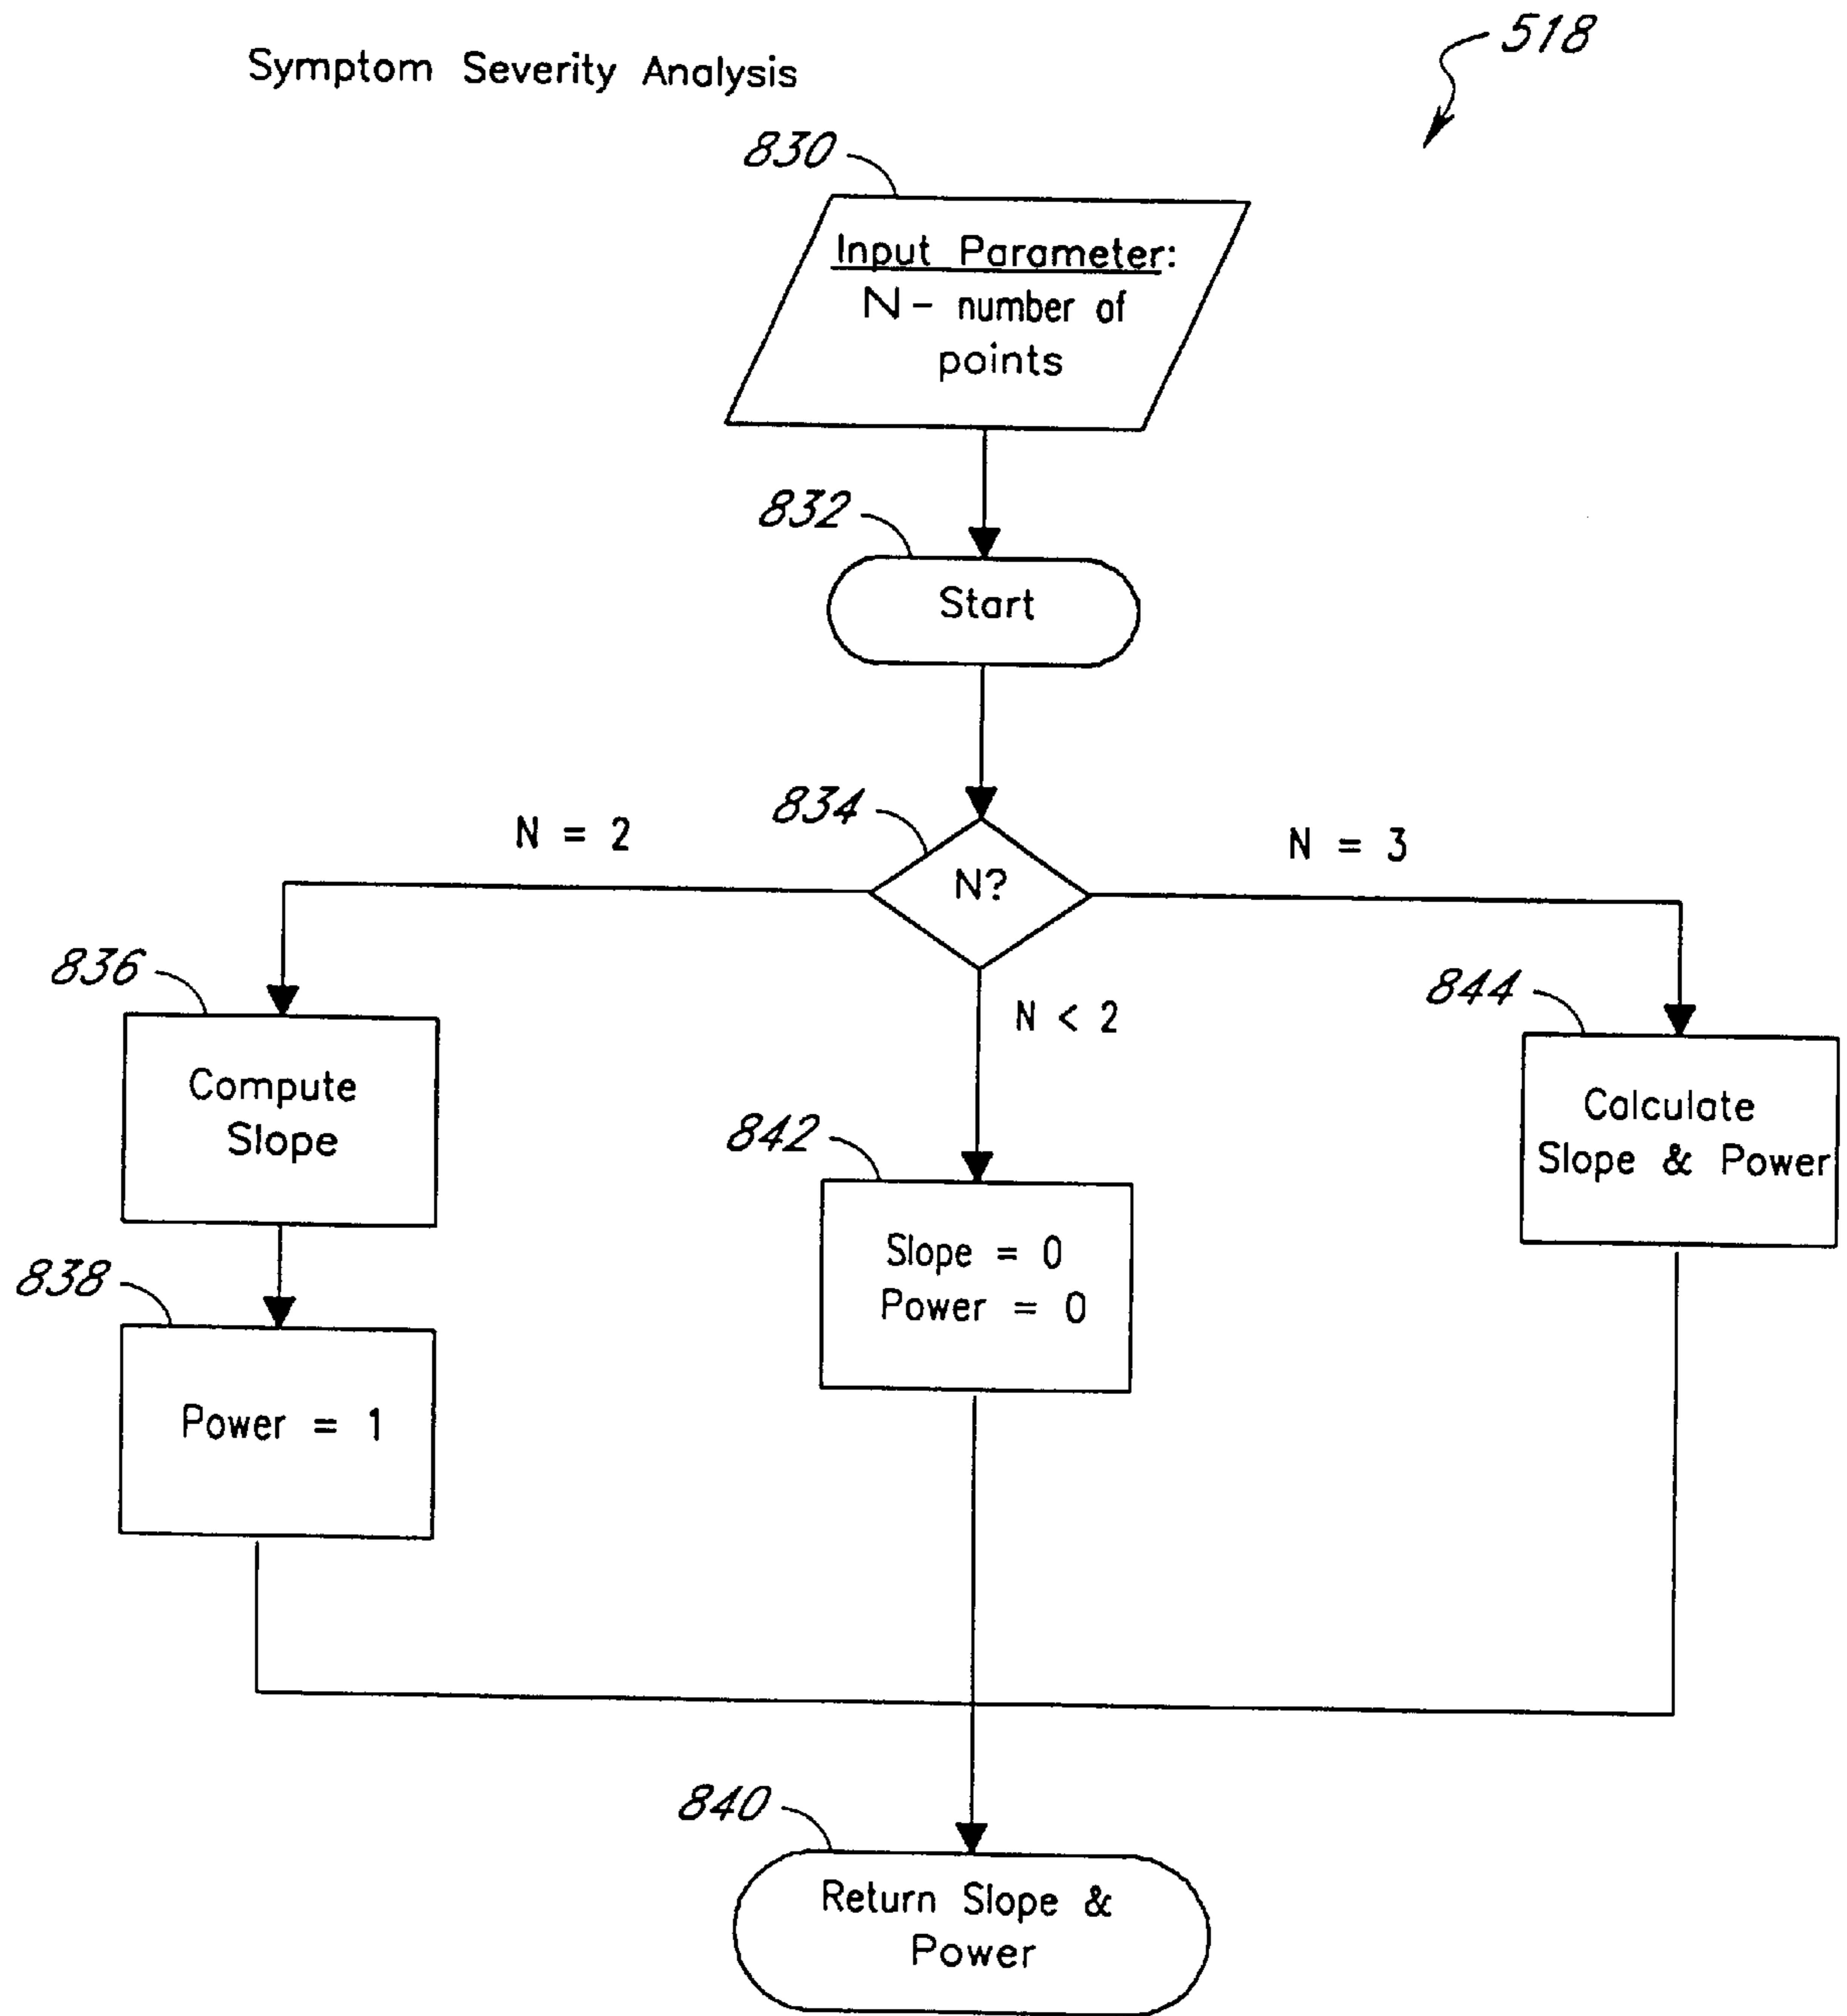 Symptom Severity Analysis
518
830
Input Parameter:
N - number of
points
832
Start
834
N?
N = 2
N = 3
N < 2
836
Compute
Slope
844
Calculate
Slope & Power
842
Slope = 0
Power = 0
838
Power = 1
840
Return Slope &
Power